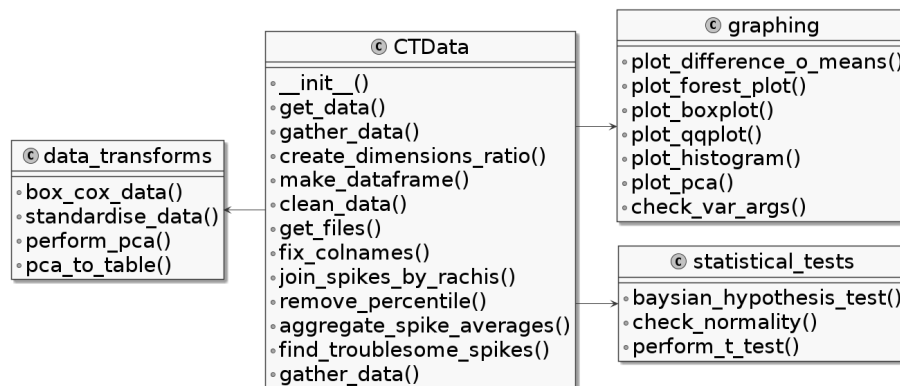 C data_transforms
box_cox_data()
standardise_data()
perform_pca()
pca_to_table()
C CTData
__init__()
get_data()
gather_data()
create_dimensions_ratio()
make_dataframe()
clean_data()
get_files()
fix_colnames()
join_spikes_by_rachis()
remove_percentile()
aggregate_spike_averages()
find_troublesome_spikes()
gather_data()
C graphing
plot_difference_o_means()
plot_forest_plot()
plot_boxplot()
plot_qqplot()
plot_histogram()
plot_pca()
check_var_args()
C statistical_tests
baysian_hypothesis_test()
check_normality()
perform_t_test()